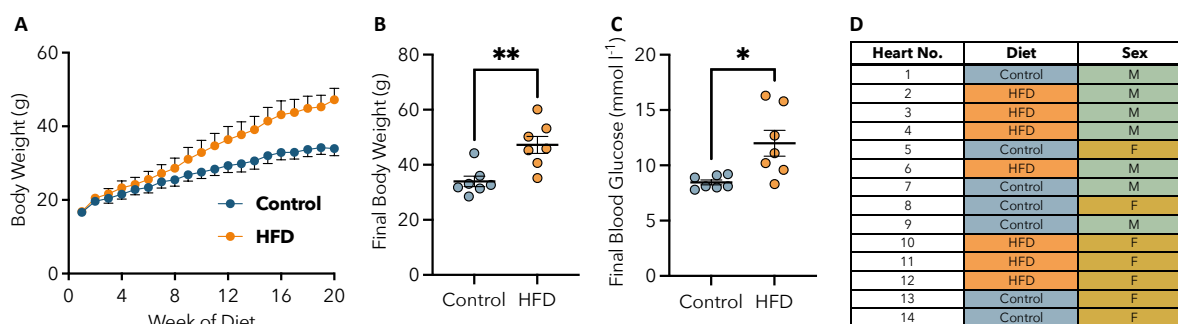 A
Body Weight (g)
60
40
20
0
0
4
8
12
16
20
Control
HFD
Week of Diet
B
**
Final Body Weight (g)
80
60
40
20
0
Control HFD
C
*
Final Blood Glucose (mmol l-1)
20
15
10
5
0
Control HFD
D
Heart No. Diet Sex
1 Control M
2 HFD M
3 HFD M
4 HFD M
5 Control F
6 HFD M
7 Control M
8 Control F
9 Control M
10 HFD F
11 HFD F
12 HFD F
13 Control F
14 Control F